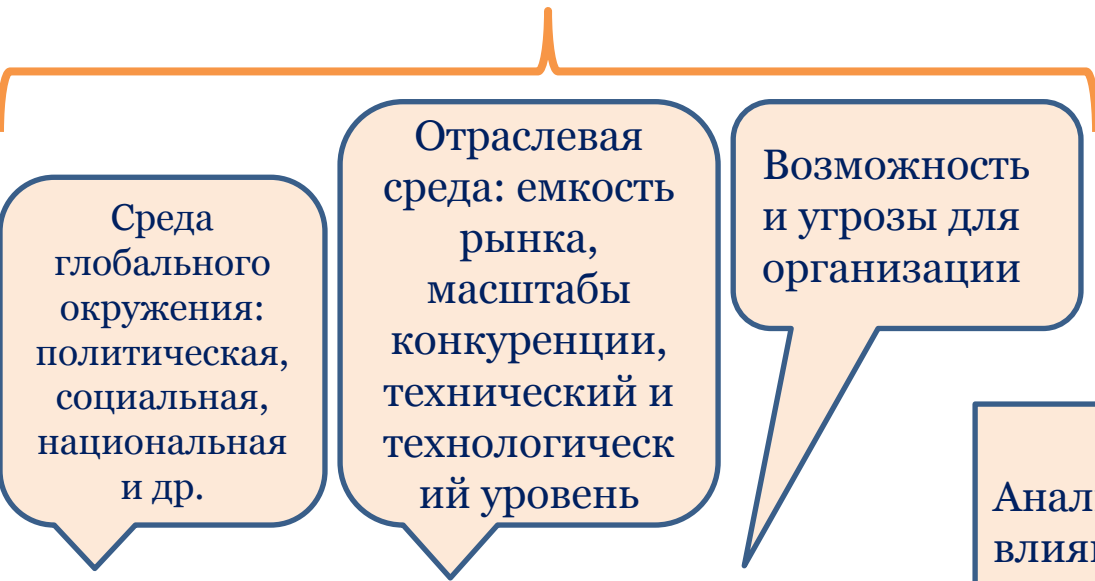 Среда
глобального
окружения:
политическая,
социальная,
национальная
и др.
Отраслевая
среда: емкость
рынка,
масштабы
конкуренции,
технический и
технологическ
ий уровень
Возможность
и угрозы для
организации
Анал
влия